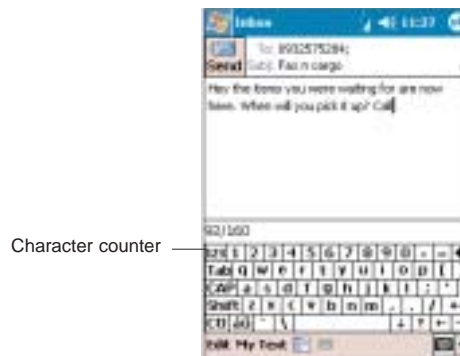 Inbox 11:37
To: 0932575284;
Send Subj: Fax n cargo
Hey the items you were waiting for are now
here. When will you pick it up? Call
92/160
Character counter
123 1 2 3 4 5 6 7 8 9 0 - =
Tab q w e r t y u i o p [
CAP a s d f g h j k l ; '
Shift z x c v b n m , . /
Ctl áü ` \
Edit My Text